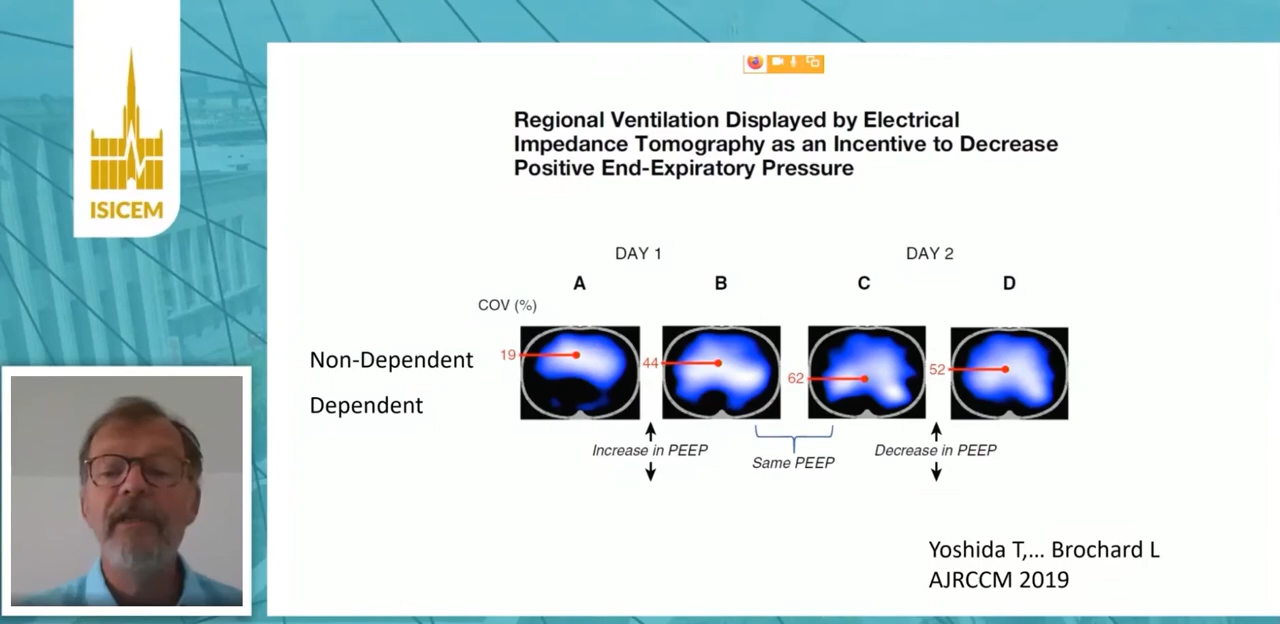 ISICEM
Regional Ventilation Displayed by Electrical
Impedance Tomography as an Incentive to Decrease
Positive End-Expiratory Pressure
DAY 1
DAY 2
A
B
C
D
COV (%)
Non-Dependent
19
44
62
52
Dependent
Increase in PEEP
Same PEEP
Decrease in PEEP
Yoshida T,... Brochard L
AJRCCM 2019